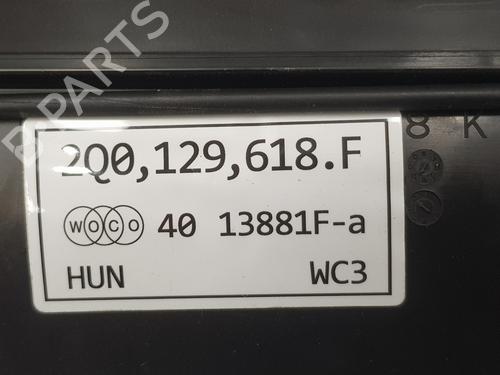 B-PARTS
8 K
2Q0,129,618.F
WOCO 40 13881F-a
HUN WC3